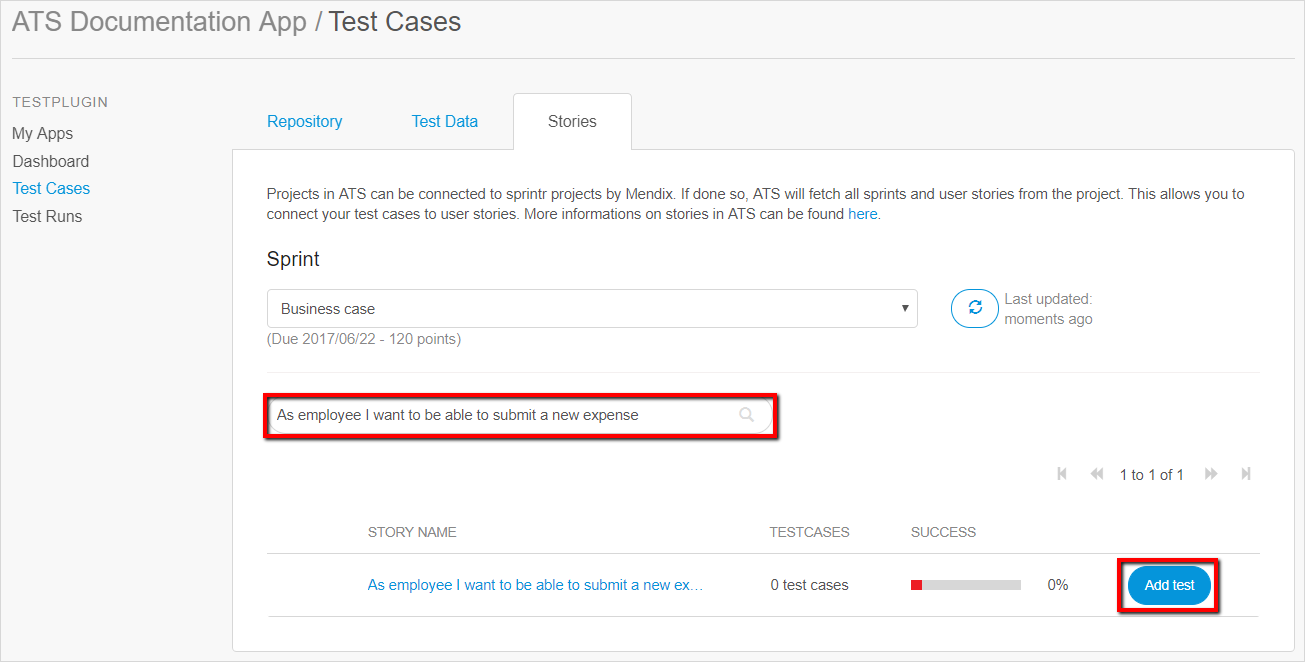 ATS Documentation App / Test Cases
TESTPLUGIN
My Apps
Dashboard
Test Cases
Test Runs
Repository
Test Data
Stories
Projects in ATS can be connected to sprintr projects by Mendix. If done so, ATS will fetch all sprints and user stories from the project. This allows you to
connect your test cases to user stories. More informations on stories in ATS can be found here.
Sprint
Business case
(Due 2017/06/22 - 120 points)
Last updated:
moments ago
As employee I want to be able to submit a new expense
1 to 1 of 1
STORY NAME TESTCASES SUCCESS
As employee I want to be able to submit a new ex… 0 test cases 0% Add test